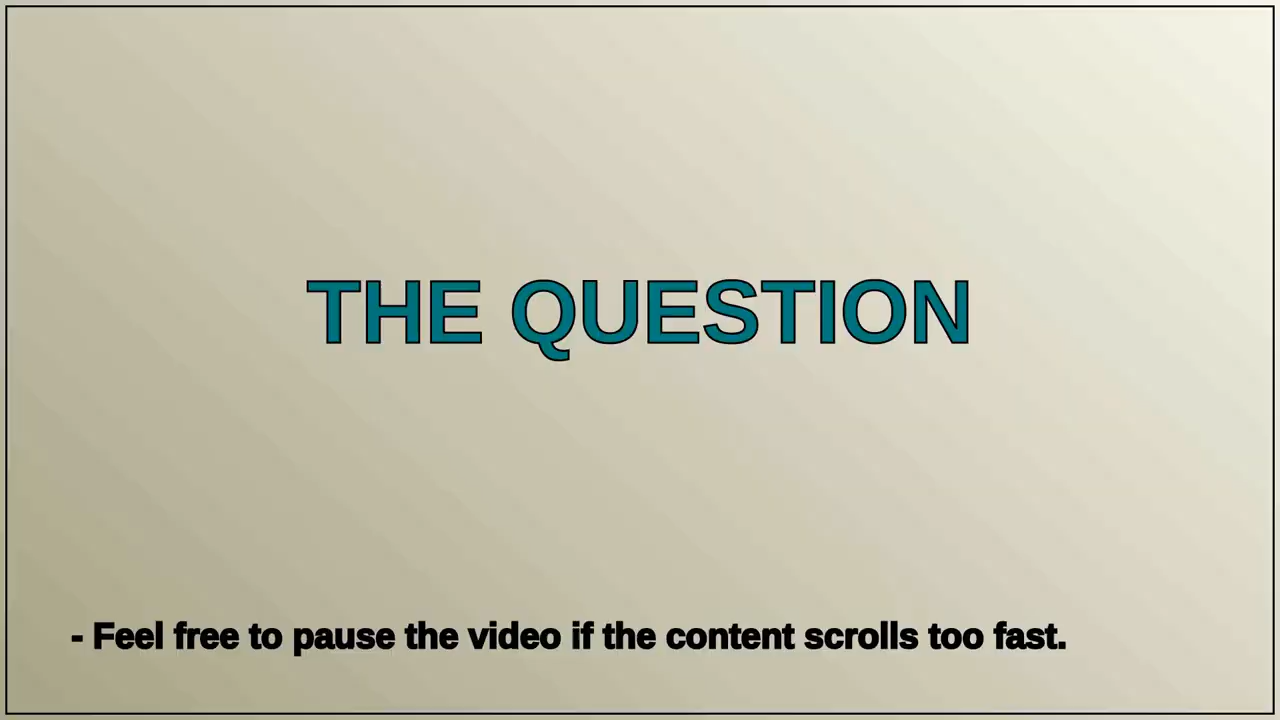 THE QUESTION
- Feel free to pause the video if the content scrolls too fast.